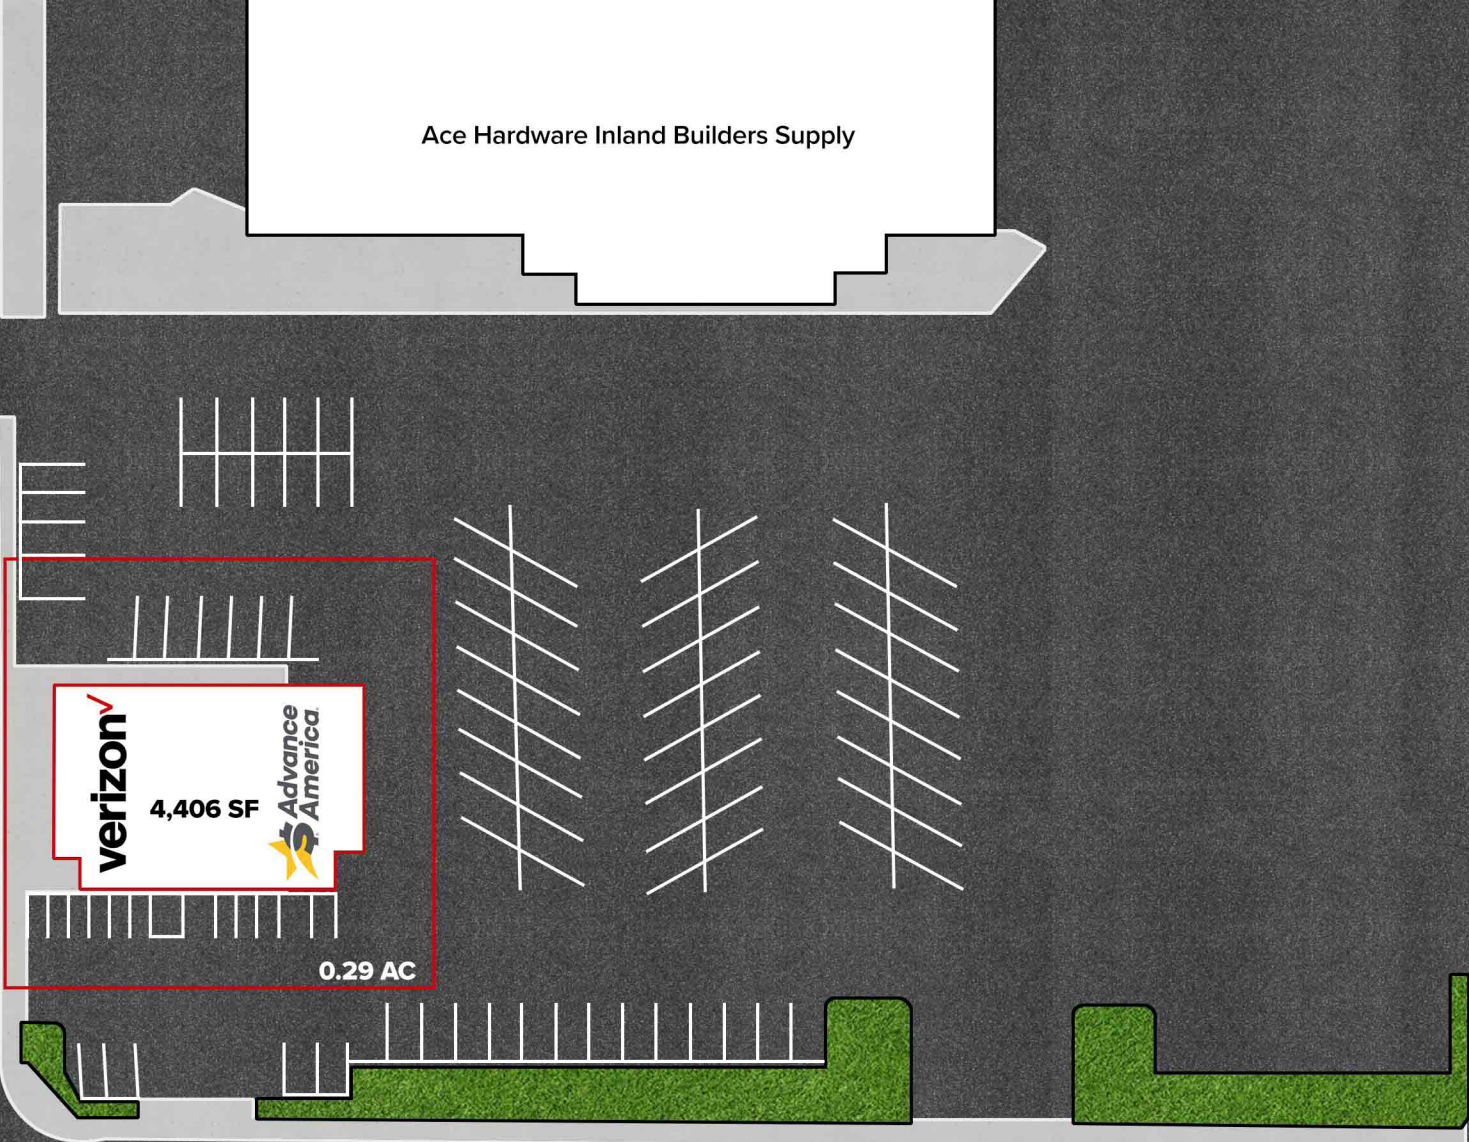 Ace Hardware Inland Builders Supply
verizon
4,406 SF
Advance
America
0.29 AC